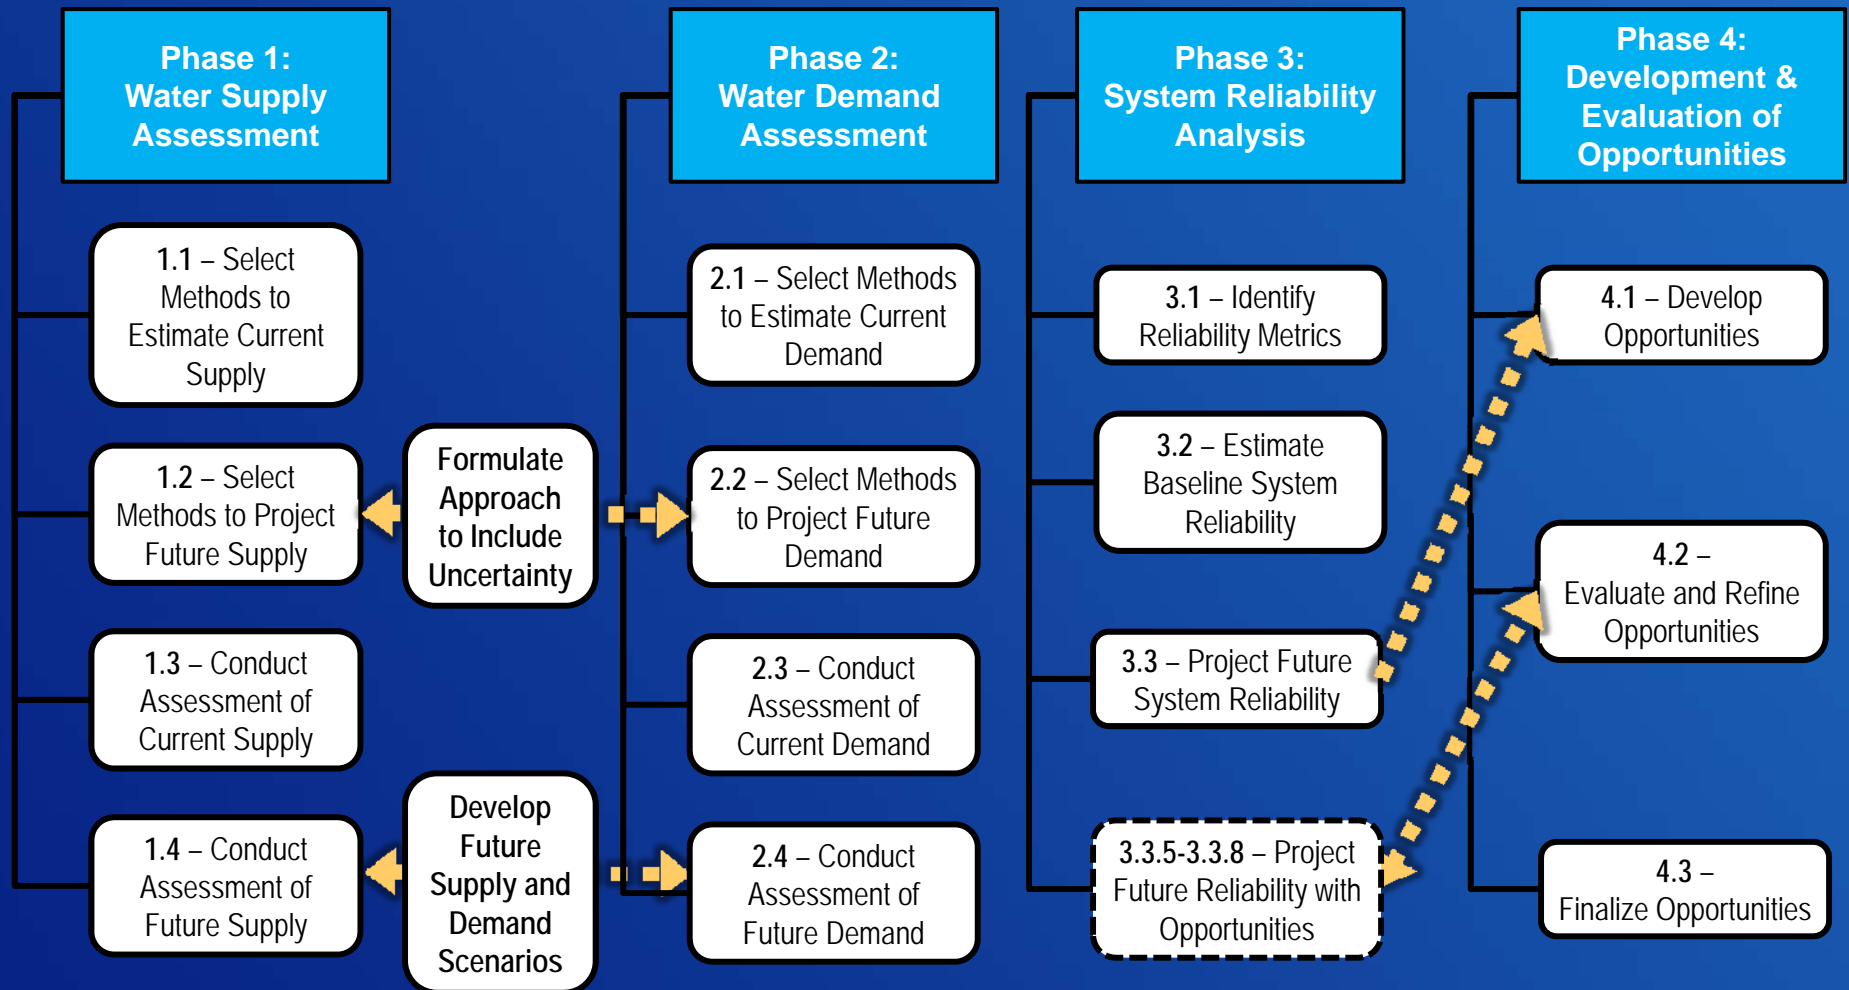 Phase 1:
Water Supply
Assessment
1.1 – Select
Methods to
Estimate Current
Supply
1.2 – Select
Methods to Project
Future Supply
1.3 – Conduct
Assessment of
Current Supply
1.4 – Conduct
Assessment of
Future Supply
Formulate
Approach
to Include
Uncertainty
Develop
Future
Supply and
Demand
Scenarios
Phase 2:
Water Demand
Assessment
2.1 – Select Methods
to Estimate Current
Demand
2.2 – Select Methods
to Project Future
Demand
2.3 – Conduct
Assessment of
Current Demand
2.4 – Conduct
Assessment of
Future Demand
Phase 3:
System Reliability
Analysis
3.1 – Identify
Reliability Metrics
3.2 – Estimate
Baseline System
Reliability
3.3 – Project Future
System Reliability
3.3.5-3.3.8 – Project
Future Reliability with
Opportunities
Phase 4:
Development &
Evaluation of
Opportunities
4.1 – Develop
Opportunities
4.2 –
Evaluate and Refine
Opportunities
4.3 –
Finalize Opportunities